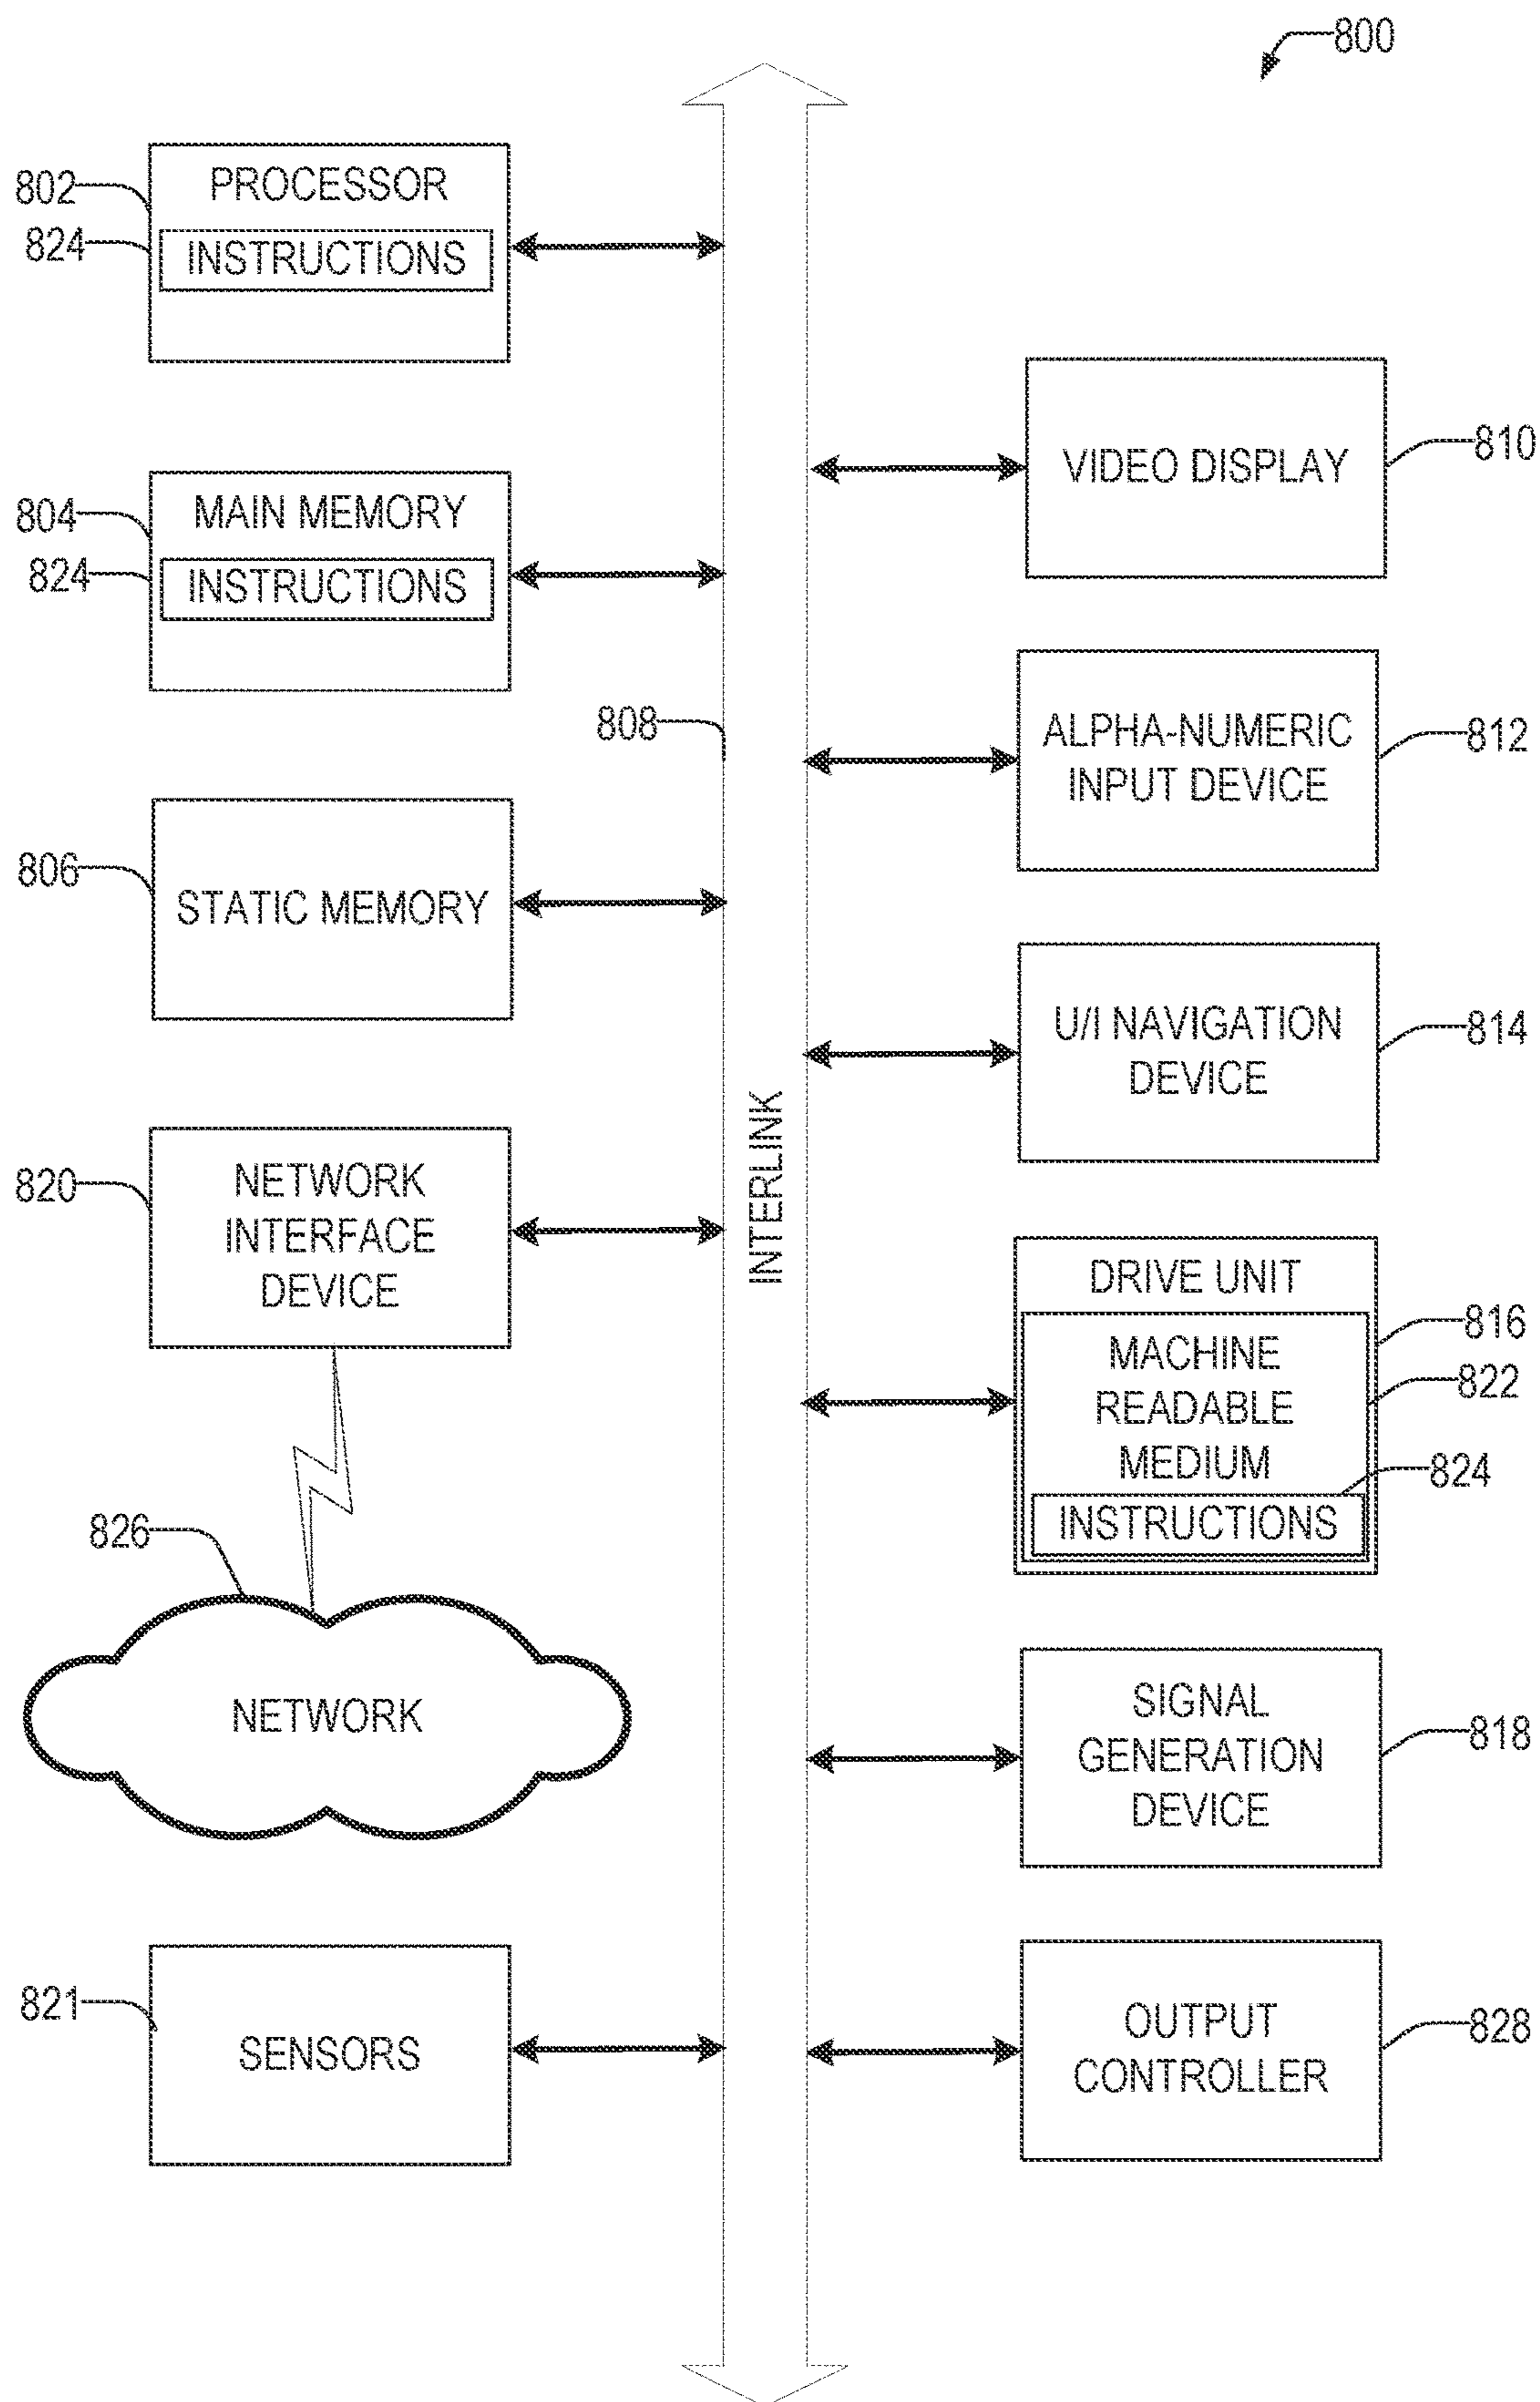 800
802
PROCESSOR
824
INSTRUCTIONS
804
MAIN MEMORY
824
INSTRUCTIONS
806
STATIC MEMORY
820
NETWORK
INTERFACE
DEVICE
826
NETWORK
821
SENSORS
808
INTERLINK
VIDEO DISPLAY
810
ALPHA-NUMERIC
INPUT DEVICE
812
U/I NAVIGATION
DEVICE
814
DRIVE UNIT
816
MACHINE
READABLE
MEDIUM
822
824
INSTRUCTIONS
SIGNAL
GENERATION
DEVICE
818
OUTPUT
CONTROLLER
828